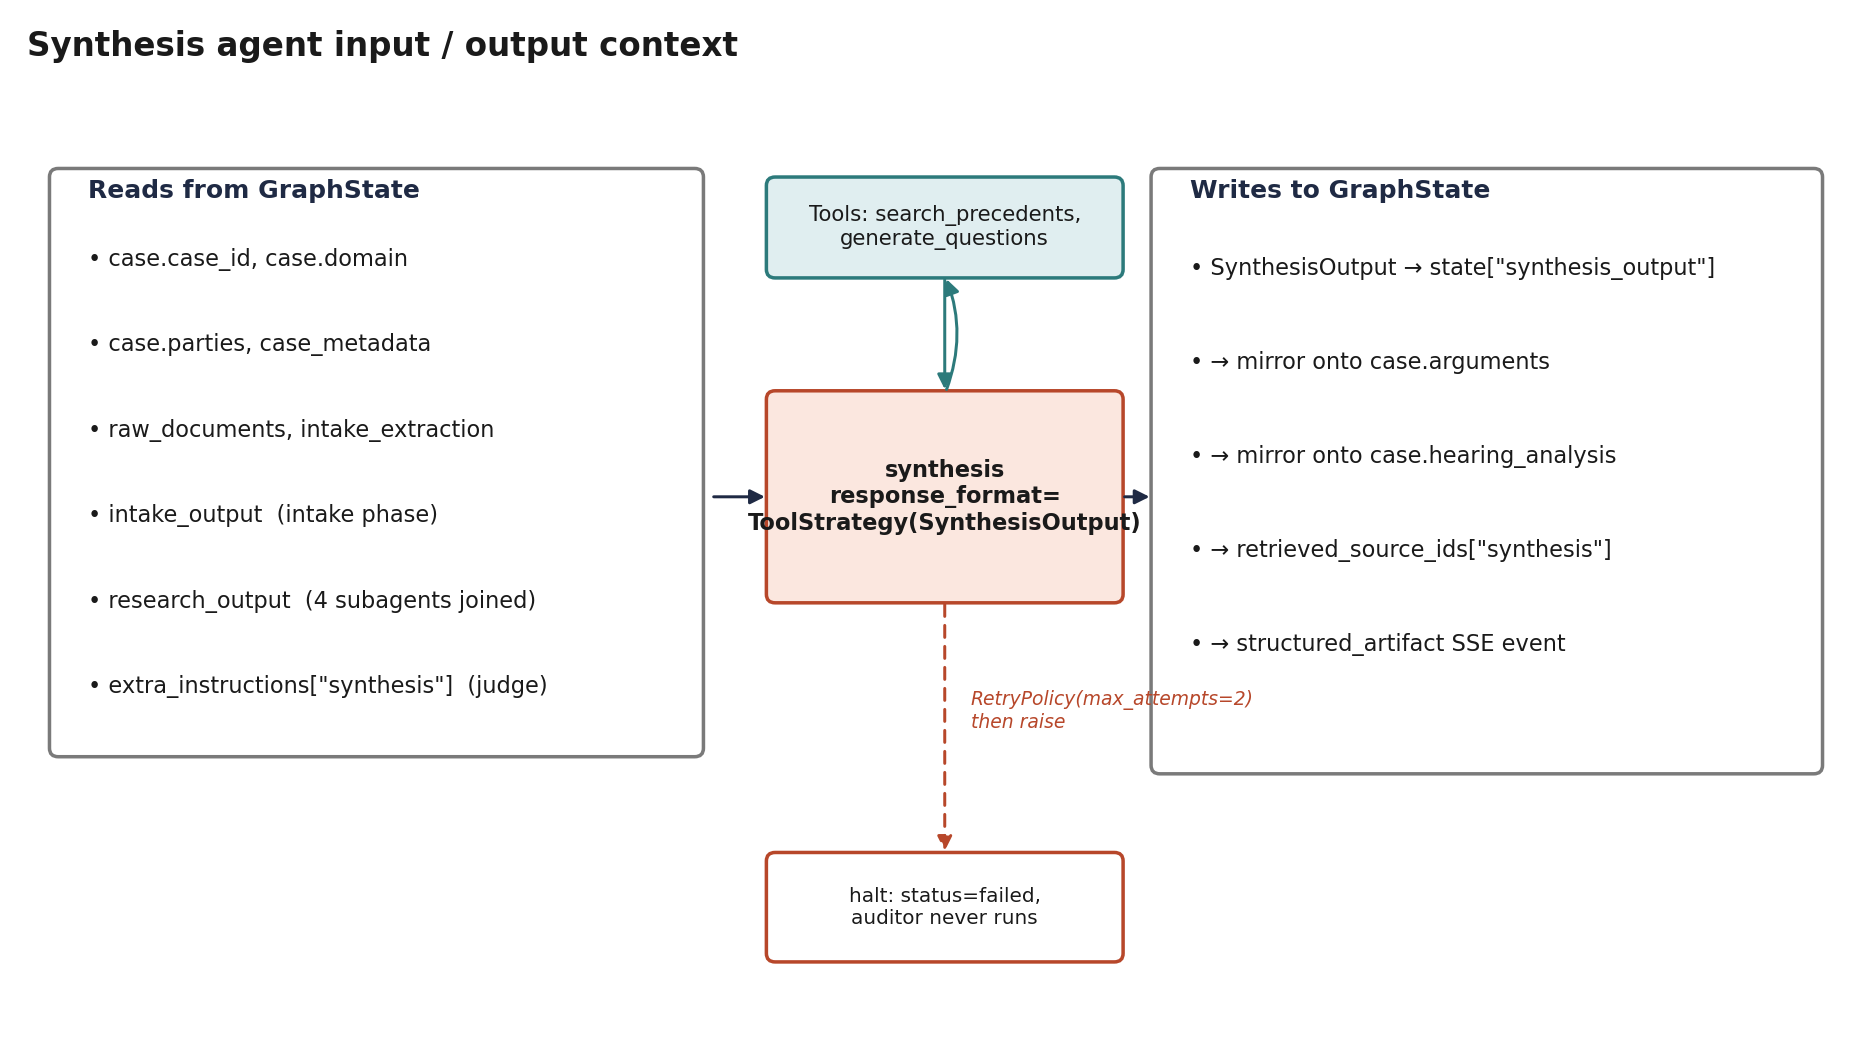 Synthesis agent input / output context
Reads from GraphState
• case.case_id, case.domain
• case.parties, case_metadata
• raw_documents, intake_extraction
• intake_output  (intake phase)
• research_output  (4 subagents joined)
• extra_instructions["synthesis"]  (judge)
Tools: search_precedents,
generate_questions
synthesis
response_format=
ToolStrategy(SynthesisOutput)
RetryPolicy(max_attempts=2)
then raise
halt: status=failed,
auditor never runs
Writes to GraphState
• SynthesisOutput → state["synthesis_output"]
• → mirror onto case.arguments
• → mirror onto case.hearing_analysis
• → retrieved_source_ids["synthesis"]
• → structured_artifact SSE event